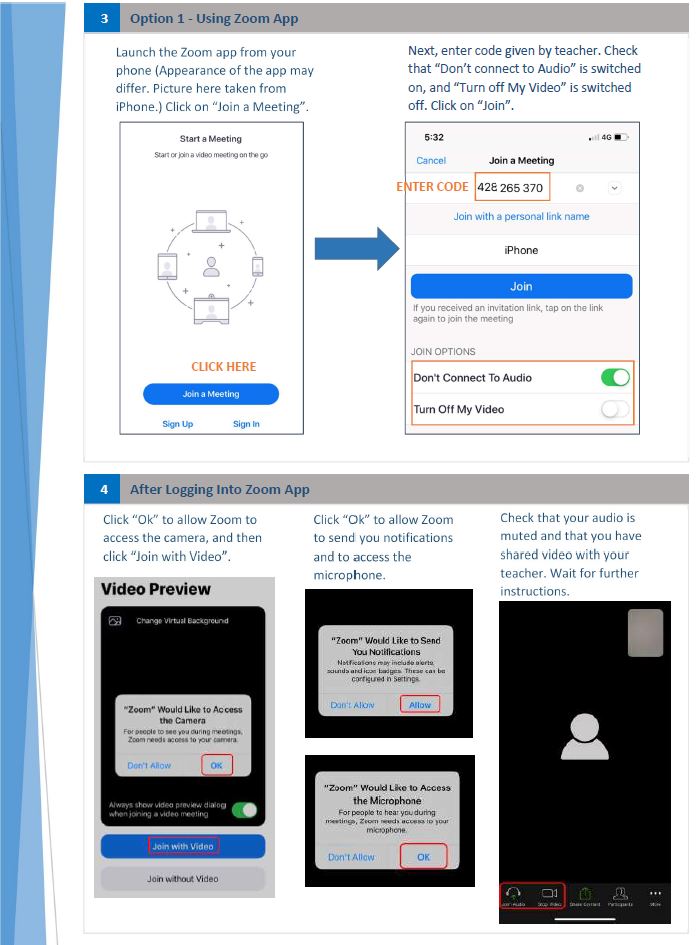 3 Option 1 - Using Zoom App
Launch the Zoom app from your
phone (Appearance of the app may
differ. Picture here taken from
iPhone.) Click on "Join a Meeting".
Start a Meeting
Start or join a video meeting on the go
CLICK HERE
Join a Meeting
Sign Up Sign In
Next, enter code given by teacher. Check
that "Don't connect to Audio" is switched
on, and "Turn off My Video" is switched
off. Click on "Join".
5:32 4G
Cancel Join a Meeting
ENTER CODE 428 265 370
Join with a personal link name
iPhone
Join
If you received an invitation link, tap on the link
again to join the meeting
JOIN OPTIONS
Don't Connect To Audio
Turn Off My Video
4 After Logging Into Zoom App
Click "Ok" to allow Zoom to
access the camera, and then
click "Join with Video".
Video Preview
Change Virtual Background
"Zoom" Would Like to Access
the Camera
For people to see you during meetings,
Zoom needs access to your camera.
Don't Allow OK
Always show video preview dialog
when joining a video meeting
Join with Video
Join without Video
Click "Ok" to allow Zoom
to send you notifications
and to access the
microphone.
"Zoom" Would Like to Send
You Notifications
Notifications may include alerts,
sounds and icon badges. These can be
configured in Settings.
Don't Allow Allow
"Zoom" Would Like to Access
the Microphone
For people to hear you during
meetings, Zoom needs access to your
microphone.
Don't Allow OK
Check that your audio is
muted and that you have
shared video with your
teacher. Wait for further
instructions.
Join Audio Stop Video Share Content Participants More